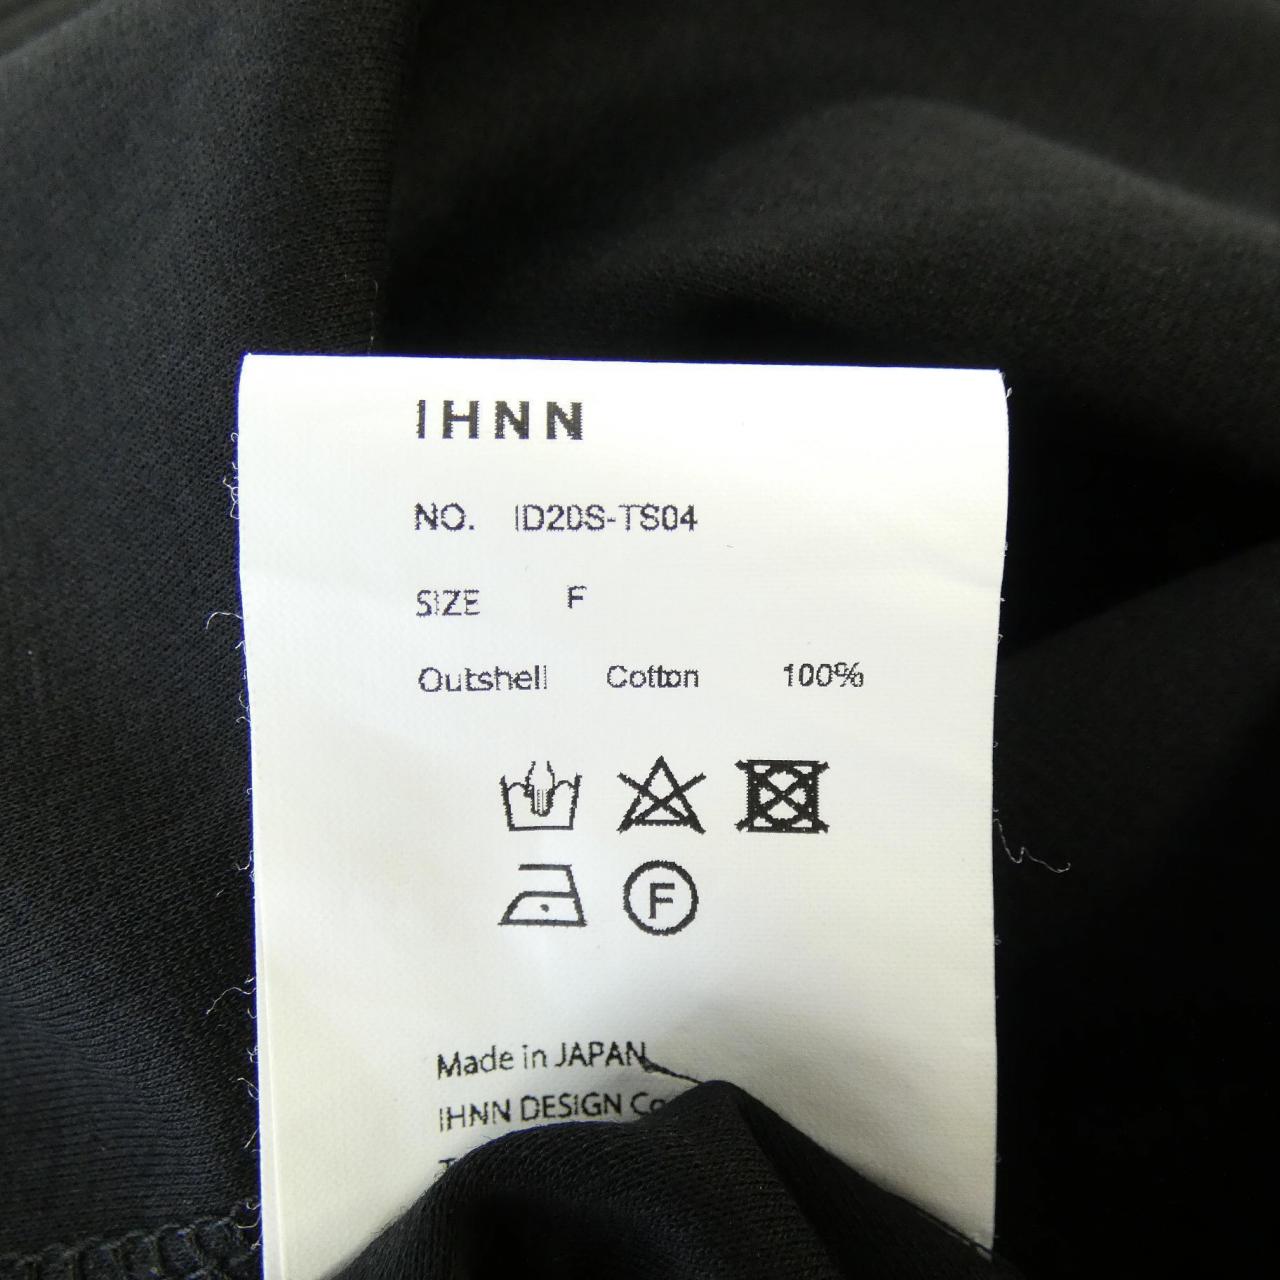 IHNN
NO. ID20S-TS04
SIZE F
Outshell Cotton 100%
F
Made in JAPAN
IHNN DESIGN Co